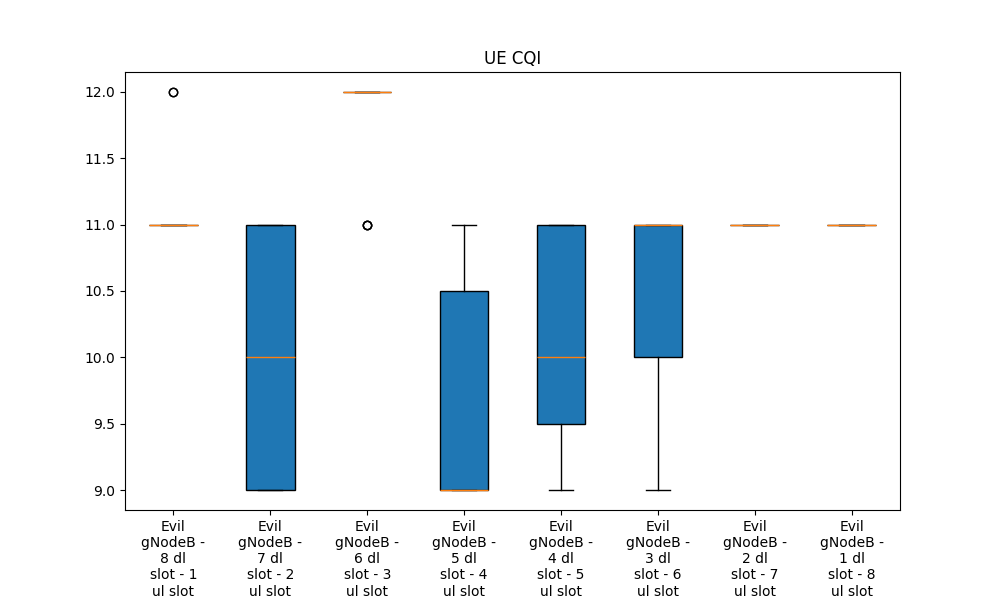 UE CQI
12.0
11.5
11.0
10.5
10.0
9.5
9.0
Evil
gNodeB -
8 dl
slot - 1
ul slot
Evil
gNodeB -
7 dl
slot - 2
ul slot
Evil
gNodeB -
6 dl
slot - 3
ul slot
Evil
gNodeB -
5 dl
slot - 4
ul slot
Evil
gNodeB -
4 dl
slot - 5
ul slot
Evil
gNodeB -
3 dl
slot - 6
ul slot
Evil
gNodeB -
2 dl
slot - 7
ul slot
Evil
gNodeB -
1 dl
slot - 8
ul slot